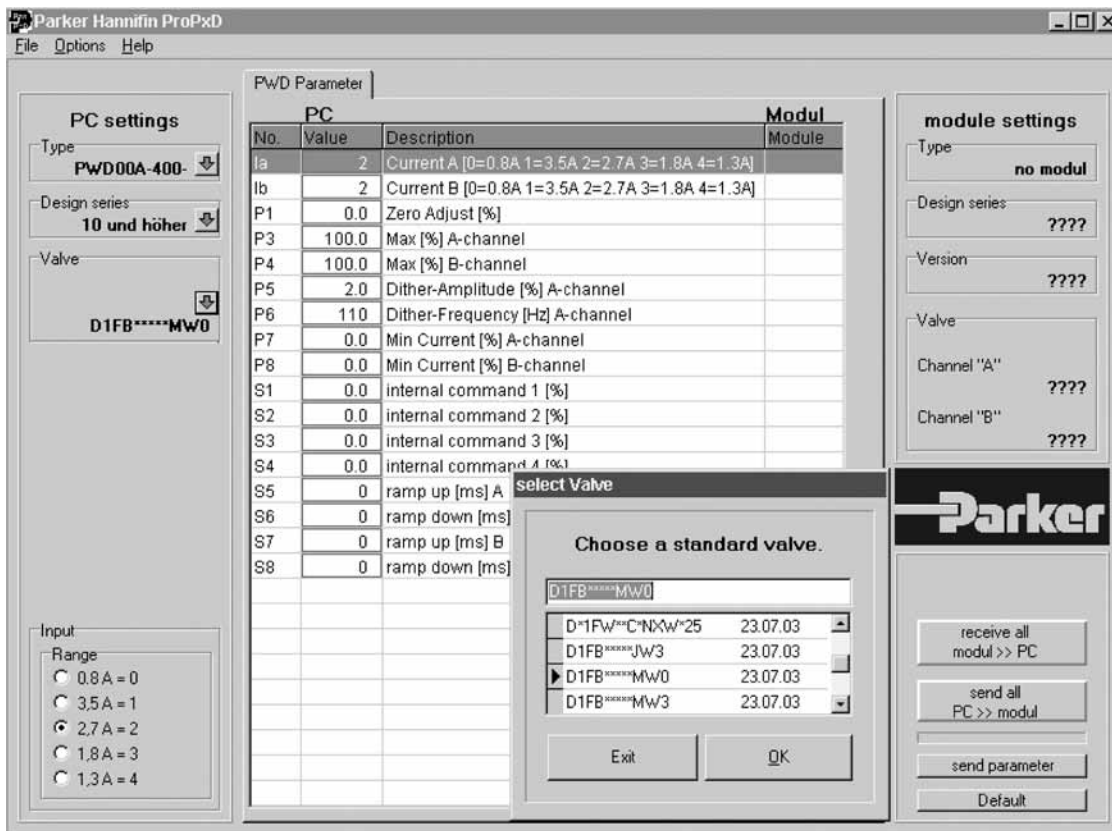 Parker Hannifin ProPxD
File Options Help
PC settings
Type
PWD00A-400-
Design series
10 und höher
Valve
D1FB*****MW0
Input
Range
0.8 A = 0
3,5 A = 1
2,7 A = 2
1,8 A = 3
1,3 A = 4
PWD Parameter
PC Modul
No. Value Description Module
Ia 2 Current A [0=0.8A 1=3.5A 2=2.7A 3=1.8A 4=1.3A]
Ib 2 Current B [0=0.8A 1=3.5A 2=2.7A 3=1.8A 4=1.3A]
P1 0.0 Zero Adjust [%]
P3 100.0 Max [%] A-channel
P4 100.0 Max [%] B-channel
P5 2.0 Dither-Amplitude [%] A-channel
P6 110 Dither-Frequency [Hz] A-channel
P7 0.0 Min Current [%] A-channel
P8 0.0 Min Current [%] B-channel
S1 0.0 internal command 1 [%]
S2 0.0 internal command 2 [%]
S3 0.0 internal command 3 [%]
S4 0.0 internal command 4 [%]
S5 0 ramp up [ms] A
S6 0 ramp down [ms]
S7 0 ramp up [ms] B
S8 0 ramp down [ms]
select Valve
Choose a standard valve.
D1FB*****MW0
D*1FW**C*NXW*25 23.07.03
D1FB*****JW3 23.07.03
D1FB*****MW0 23.07.03
D1FB*****MW3 23.07.03
Exit OK
module settings
Type
no modul
Design series
????
Version
????
Valve
Channel "A"
????
Channel "B"
????
Parker
receive all
modul >> PC
send all
PC >> modul
send parameter
Default